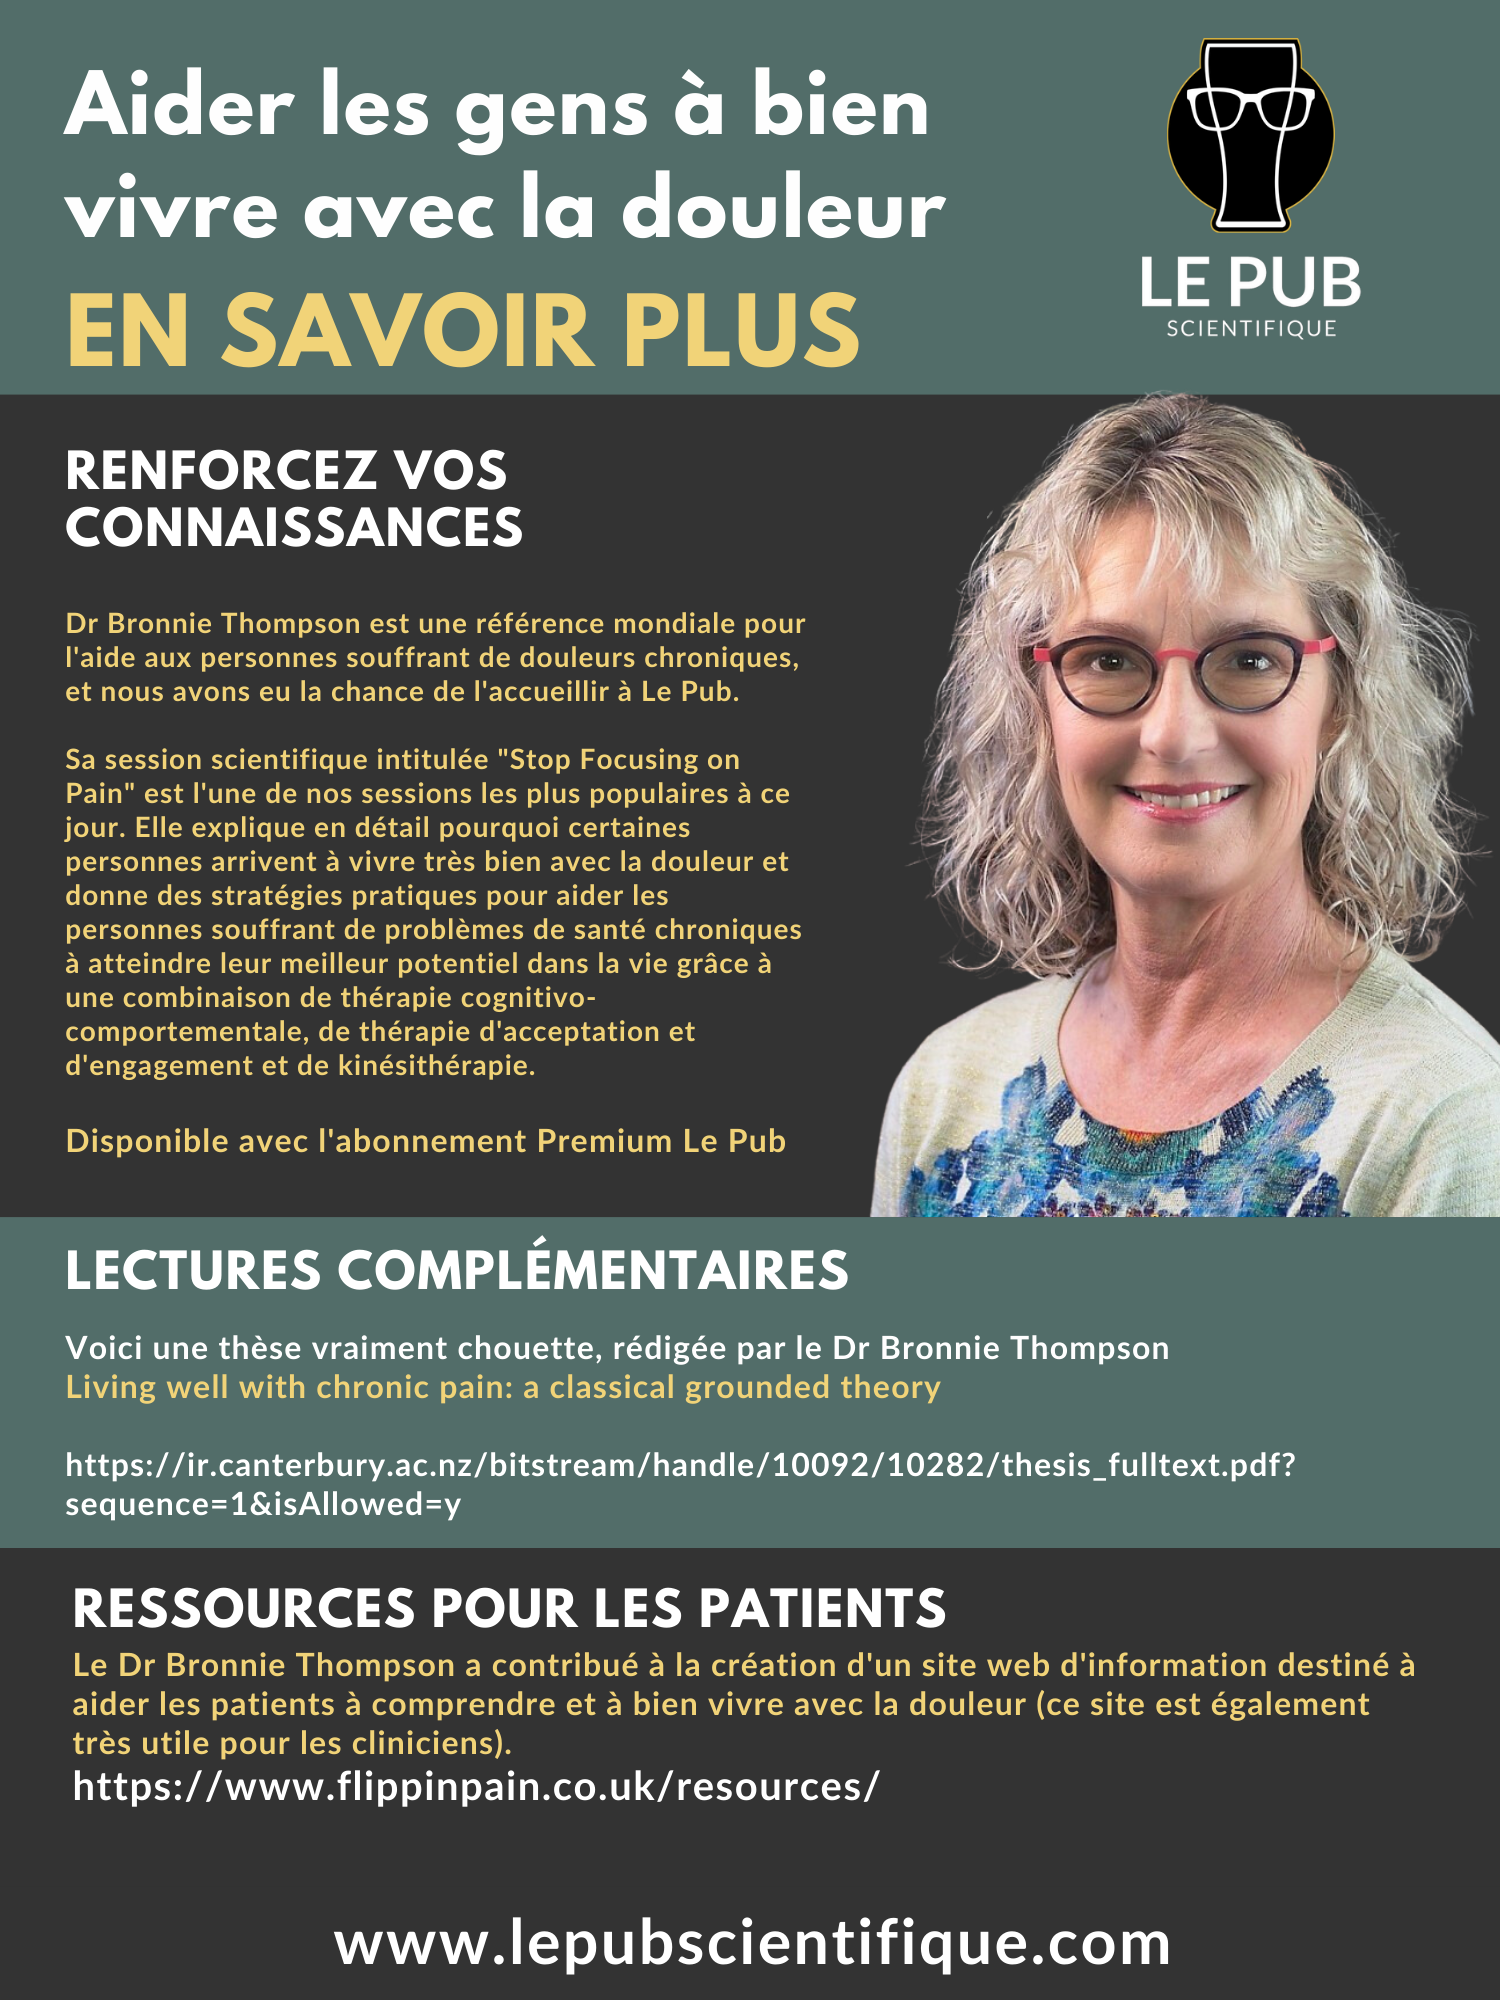 Aider les gens à bien
vivre avec la douleur
EN SAVOIR PLUS
LE PUB
SCIENTIFIQUE
RENFORCEZ VOS
CONNAISSANCES
Dr Bronnie Thompson est une référence mondiale pour
l'aide aux personnes souffrant de douleurs chroniques,
et nous avons eu la chance de l'accueillir à Le Pub.
Sa session scientifique intitulée "Stop Focusing on
Pain" est l'une de nos sessions les plus populaires à ce
jour. Elle explique en détail pourquoi certaines
personnes arrivent à vivre très bien avec la douleur et
donne des stratégies pratiques pour aider les
personnes souffrant de problèmes de santé chroniques
à atteindre leur meilleur potentiel dans la vie grâce à
une combinaison de thérapie cognitivo-
comportementale, de thérapie d'acceptation et
d'engagement et de kinésithérapie.
Disponible avec l'abonnement Premium Le Pub
LECTURES COMPLÉMENTAIRES
Voici une thèse vraiment chouette, rédigée par le Dr Bronnie Thompson
Living well with chronic pain: a classical grounded theory
https://ir.canterbury.ac.nz/bitstream/handle/10092/10282/thesis_fulltext.pdf?
sequence=1&isAllowed=y
RESSOURCES POUR LES PATIENTS
Le Dr Bronnie Thompson a contribué à la création d'un site web d'information destiné à
aider les patients à comprendre et à bien vivre avec la douleur (ce site est également
très utile pour les cliniciens).
https://www.flippinpain.co.uk/resources/
www.lepubscientifique.com